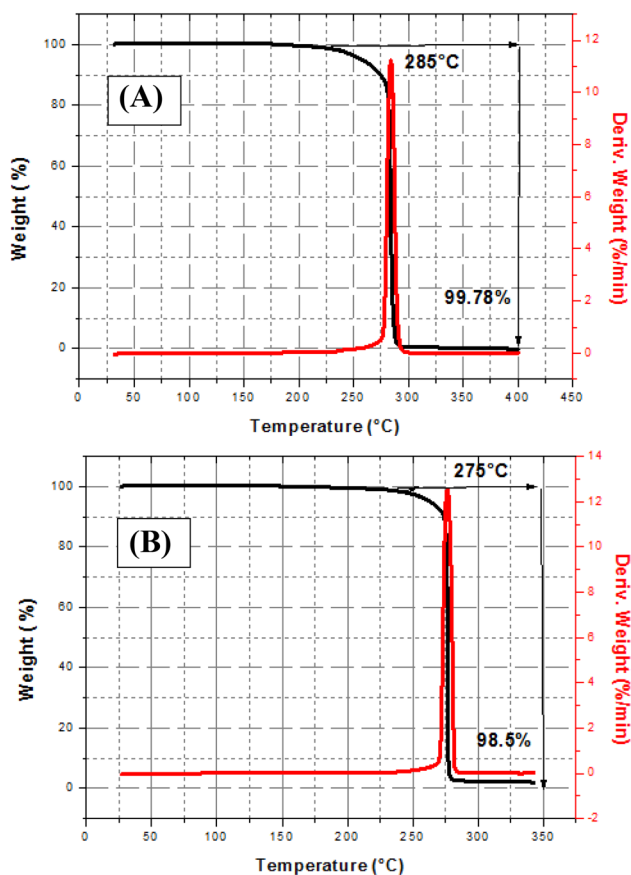 100
80
60
40
20
0
Weight ( %)
(A)
285°C
99.78%
12
10
8
6
4
2
0
Deriv. Weight (%/min)
0 50 100 150 200 250 300 350 400 450
Temperature (°C)
100
80
60
40
20
0
Weight ( %)
(B)
275°C
98.5%
14
12
10
8
6
4
2
0
-2
Deriv. Weight (%/min)
0 50 100 150 200 250 300 350
Temperature (°C)